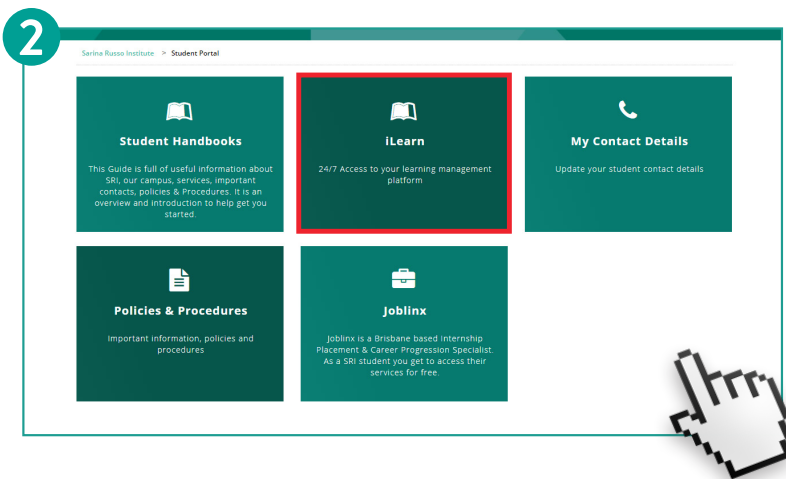 2
Sarina Russo Institute > Student Portal
Student Handbooks
This Guide is full of useful information about
SRI, our campus, services, important
contacts, policies & Procedures. It is an
overview and introduction to help get you
started.
iLearn
24/7 Access to your learning management
platform
My Contact Details
Update your student contact details
Policies & Procedures
Important information, policies and
procedures
Joblinx
Joblinx is a Brisbane based Internship
Placement & Career Progression Specialist.
As a SRI student you get to access their
services for free.